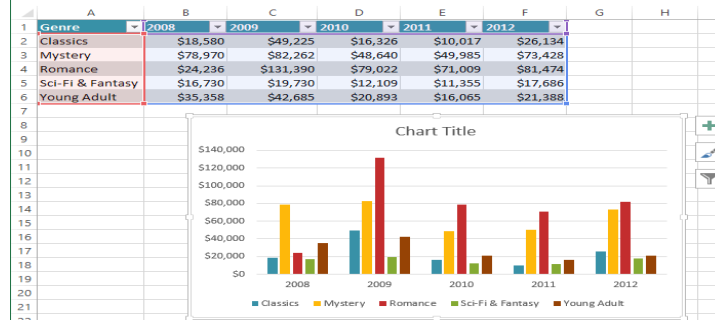 A B C D E F G H
1 Genre 2008 2009 2010 2011 2012
2 Classics $18,580 $49,225 $16,326 $10,017 $26,134
3 Mystery $78,970 $82,262 $48,640 $49,985 $73,428
4 Romance $24,236 $131,390 $79,022 $71,009 $81,474
5 Sci-Fi & Fantasy $16,730 $19,730 $12,109 $11,355 $17,686
6 Young Adult $35,358 $42,685 $20,893 $16,065 $21,388
7
8 Chart Title
9
10 $140,000
11 $120,000
12 $100,000
13 $80,000
14
15 $60,000
16 $40,000
17 $20,000
18 $0
19 2008 2009 2010 2011 2012
20 Classics Mystery Romance Sci-Fi & Fantasy Young Adult
21